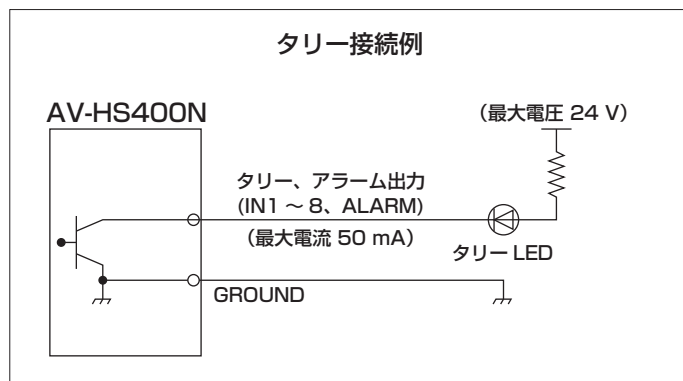 タリー接続例
AV-HS400N
（最大電圧 24 V）
タリー、アラーム出力
(IN1 ～ 8、ALARM)
（最大電流 50 mA）
タリー LED
GROUND